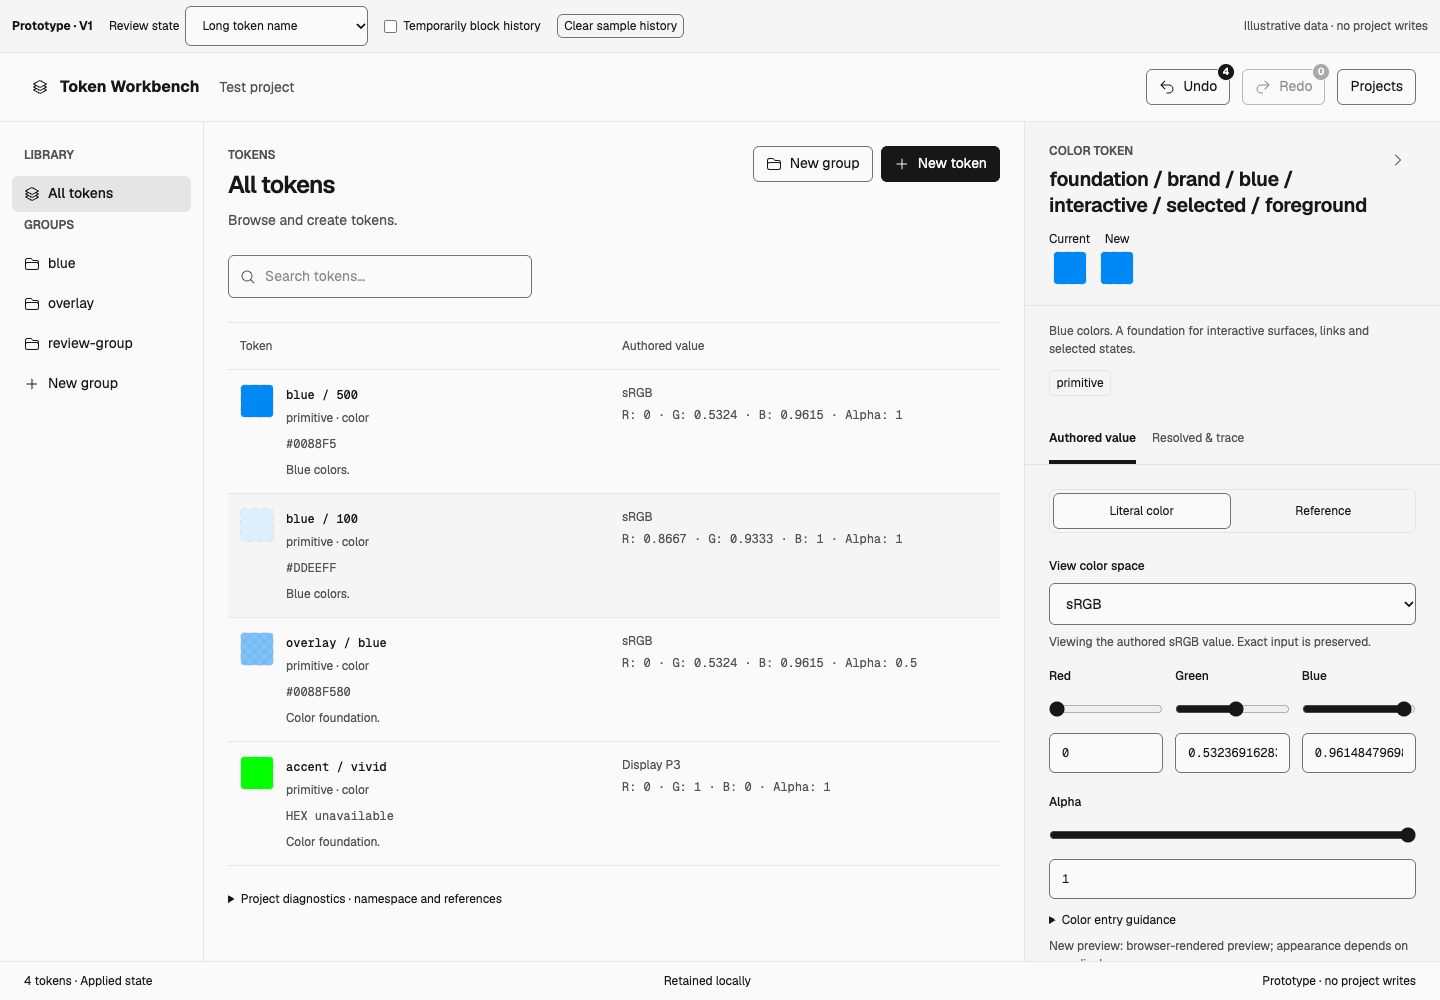 Prototype · V1
Review state
Long token name
Temporarily block history
Clear sample history
Illustrative data · no project writes
Token Workbench
Test project
Undo
4
Redo
0
Projects
LIBRARY
All tokens
GROUPS
blue
overlay
review-group
New group
TOKENS
All tokens
Browse and create tokens.
New group
New token
Search tokens...
Token
Authored value
blue / 500
primitive · color
#0088F5
Blue colors.
sRGB
R: 0 · G: 0.5324 · B: 0.9615 · Alpha: 1
blue / 100
primitive · color
#DDEEFF
Blue colors.
sRGB
R: 0.8667 · G: 0.9333 · B: 1 · Alpha: 1
overlay / blue
primitive · color
#0088F580
Color foundation.
sRGB
R: 0 · G: 0.5324 · B: 0.9615 · Alpha: 0.5
accent / vivid
primitive · color
HEX unavailable
Color foundation.
Display P3
R: 0 · G: 1 · B: 0 · Alpha: 1
Project diagnostics · namespace and references
COLOR TOKEN
foundation / brand / blue /
interactive / selected / foreground
Current
New
Blue colors. A foundation for interactive surfaces, links and
selected states.
primitive
Authored value
Resolved & trace
Literal color
Reference
View color space
sRGB
Viewing the authored sRGB value. Exact input is preserved.
Red
Green
Blue
0
0.53236916283
0.9614847969
Alpha
1
Color entry guidance
New preview: browser-rendered preview; appearance depends on
4 tokens · Applied state
Retained locally
Prototype · no project writes